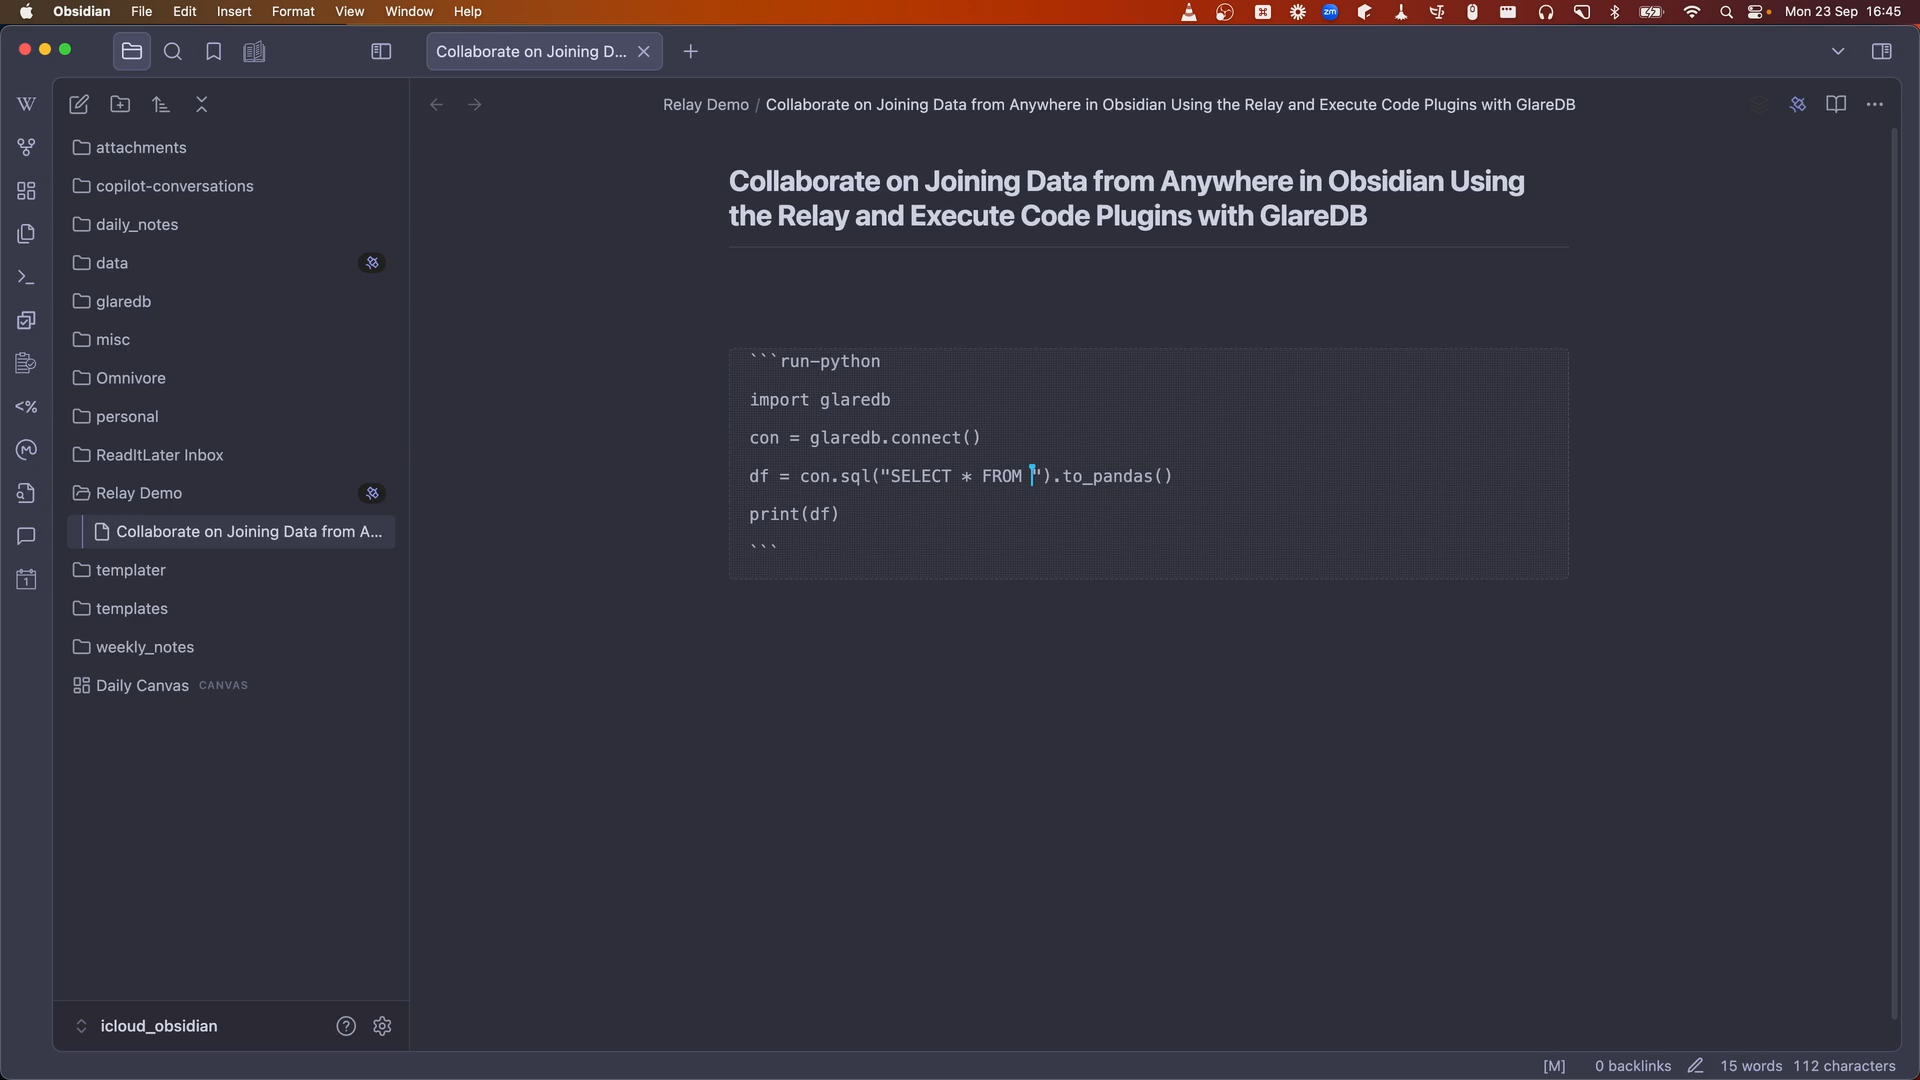 Obsidian File Edit Insert Format View Window Help
zm
Mon 23 Sep 16:45
Collaborate on Joining D...
Relay Demo / Collaborate on Joining Data from Anywhere in Obsidian Using the Relay and Execute Code Plugins with GlareDB
attachments
copilot-conversations
daily_notes
data
glaredb
misc
Omnivore
personal
ReadItLater Inbox
Relay Demo
Collaborate on Joining Data from A...
templater
templates
weekly_notes
Daily Canvas CANVAS
icloud_obsidian
Collaborate on Joining Data from Anywhere in Obsidian Using
the Relay and Execute Code Plugins with GlareDB
```run-python
import glaredb
con = glaredb.connect()
df = con.sql("SELECT * FROM ").to_pandas()
print(df)
```
[M] 0 backlinks 15 words 112 characters